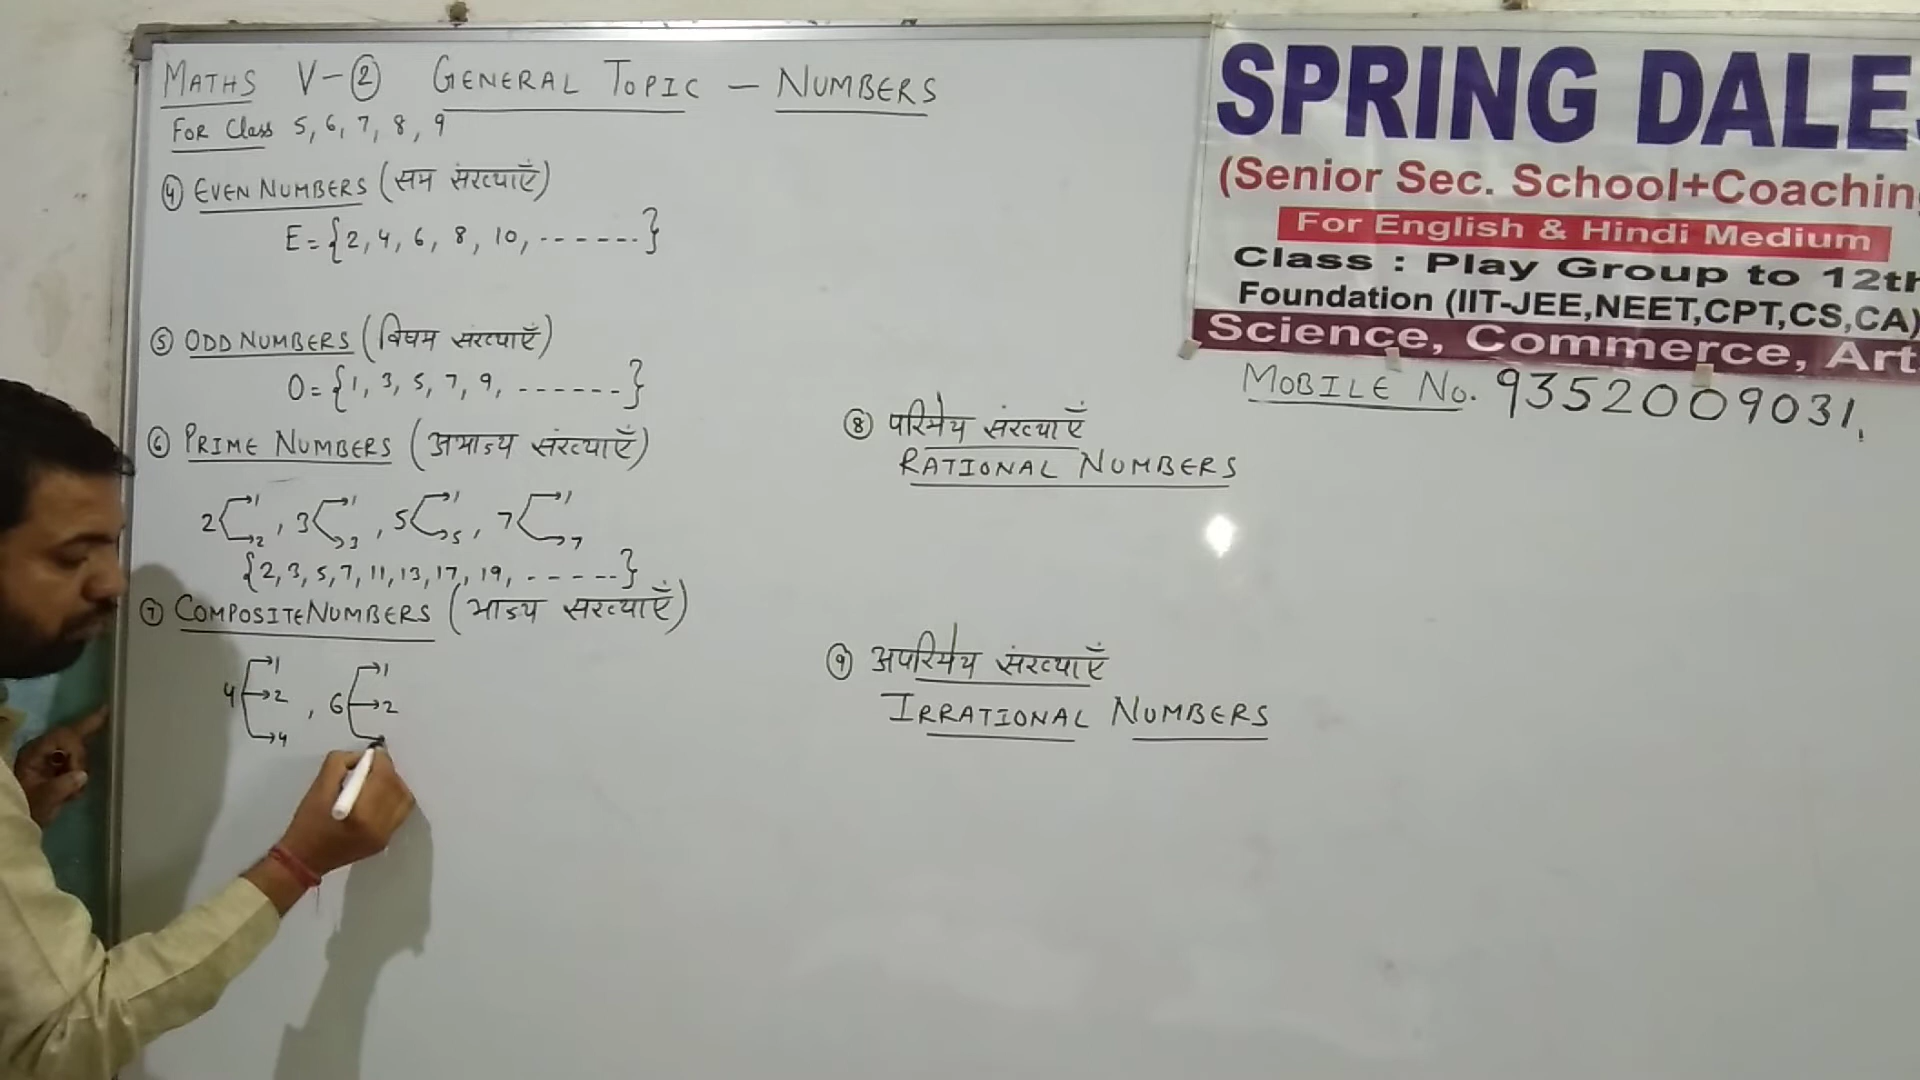 MATHS V-② GENERAL TOPIC - NUMBERS
FOR Class 5, 6, 7, 8, 9
④ EVEN NUMBERS (सम संख्याएँ)
E = {2, 4, 6, 8, 10, -------}
⑤ ODD NUMBERS (विषम संख्याएँ)
O = {1, 3, 5, 7, 9, -------}
⑥ PRIME NUMBERS (अभाज्य संख्याएँ)
2 → 1 → 2, 3 → 1 → 3, 5 → 1 → 5, 7 → 1 → 7
{2, 3, 5, 7, 11, 13, 17, 19, ------}
⑦ COMPOSITE NUMBERS (भाज्य संख्याएँ)
4 → 1 → 2 → 4, 6 → 1 → 2 →
⑧ परिमेय संख्याएँ
RATIONAL NUMBERS
⑨ अपरिमेय संख्याएँ
IRRATIONAL NUMBERS
SPRING DALE
(Senior Sec. School+Coaching
For English & Hindi Medium
Class : Play Group to 12th
Foundation (IIT-JEE,NEET,CPT,CS,CA)
Science, Commerce, Art
MOBILE No. 9352009031.